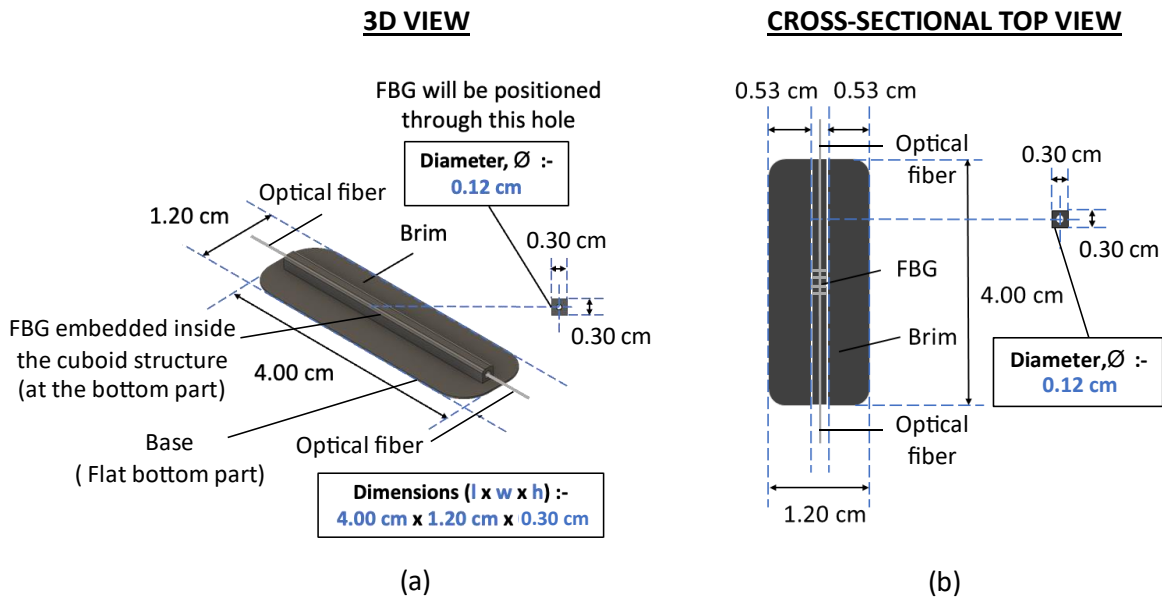 3D VIEW
FBG will be positioned
through this hole
Diameter, Ø :-
0.12 cm
Optical fiber
1.20 cm
Brim
0.30 cm
0.30 cm
FBG embedded inside
the cuboid structure
(at the bottom part)
4.00 cm
Base
( Flat bottom part)
Optical fiber
Dimensions (l x w x h) :-
4.00 cm x 1.20 cm x 0.30 cm
(a)
CROSS-SECTIONAL TOP VIEW
0.53 cm
0.53 cm
Optical
fiber
0.30 cm
0.30 cm
FBG
4.00 cm
Brim
Diameter,Ø :-
0.12 cm
Optical
fiber
1.20 cm
(b)